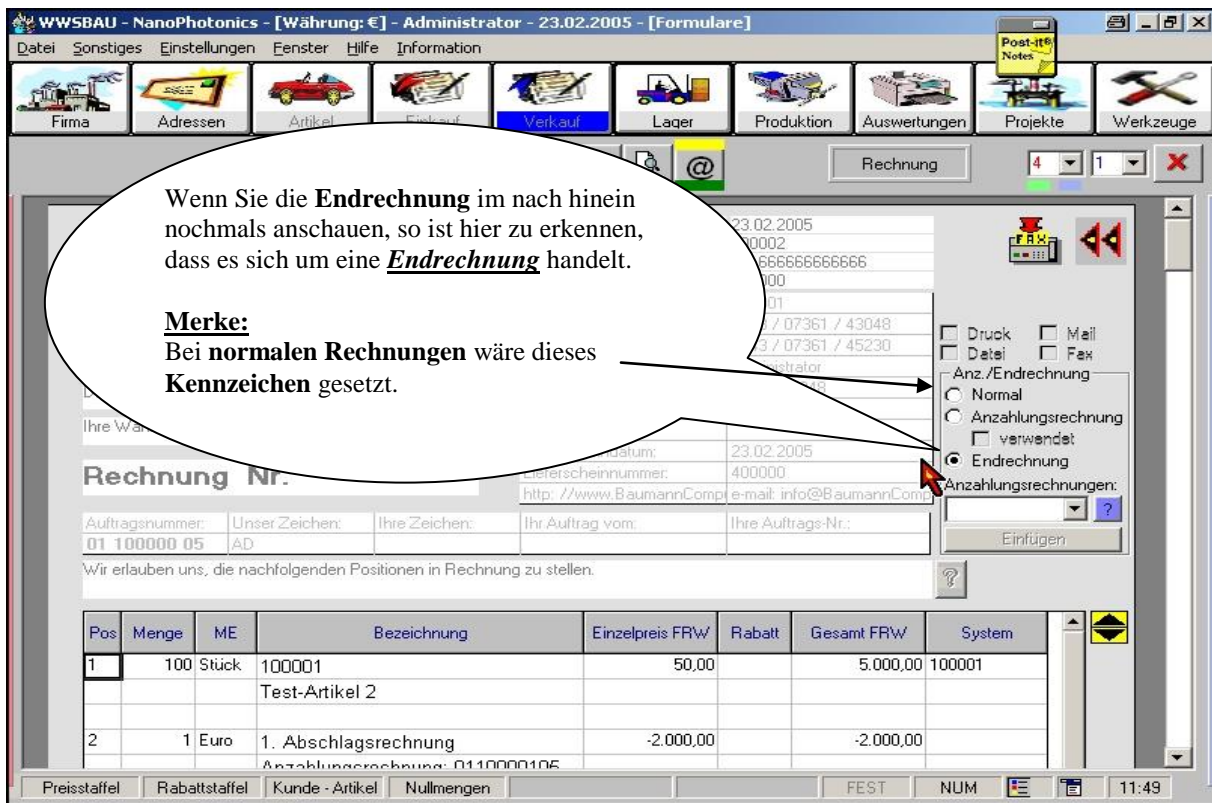 WWSBAU - NanoPhotonics - [Währung: €] - Administrator - 23.02.2005 - [Formulare]
Datei Sonstiges Einstellungen Fenster Hilfe Information
Post-it® Notes
Firma Adressen Artikel Einkauf Verkauf Lager Produktion Auswertungen Projekte Werkzeuge
@ Rechnung 4 1
Wenn Sie die Endrechnung im nach hinein
nochmals anschauen, so ist hier zu erkennen,
dass es sich um eine Endrechnung handelt.
Merke:
Bei normalen Rechnungen wäre dieses
Kennzeichen gesetzt.
23.02.2005
FAX
07361 / 43048
07361 / 45230
Druck Mail
Datei Fax
Anz./Endrechnung
Normal
Anzahlungsrechnung
verwendet
Endrechnung
Anzahlungsrechnungen:
?
Einfügen
Ihre
23.02.2005
Rechnung Nr.
Lieferscheinnummer: 400000
http: //www.BaumannComp e-mail: info@BaumannComp
Auftragsnummer: Unser Zeichen: Ihre Zeichen: Ihr Auftrag vom: Ihre Auftrags-Nr.:
01 100000 05 AD
Wir erlauben uns, die nachfolgenden Positionen in Rechnung zu stellen.
?
Pos Menge ME Bezeichnung Einzelpreis FRW Rabatt Gesamt FRW System
1 100 Stück 100001 50,00 5.000,00 100001
Test-Artikel 2
2 1 Euro 1. Abschlagsrechnung -2.000,00 -2.000,00
Anzahlungsrechnung: 0110000106
Preisstaffel Rabattstaffel Kunde - Artikel Nullmengen FEST NUM 11:49